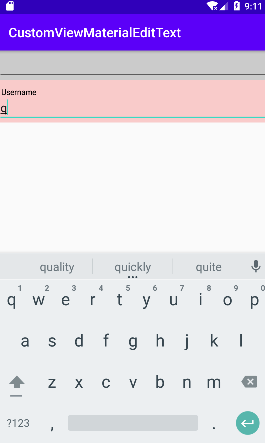 9:11
CustomViewMaterialEditText
Username
q
quality quickly quite
1 2 3 4 5 6 7 8 9 0
q w e r t y u i o p
a s d f g h j k l
z x c v b n m
?123 , .